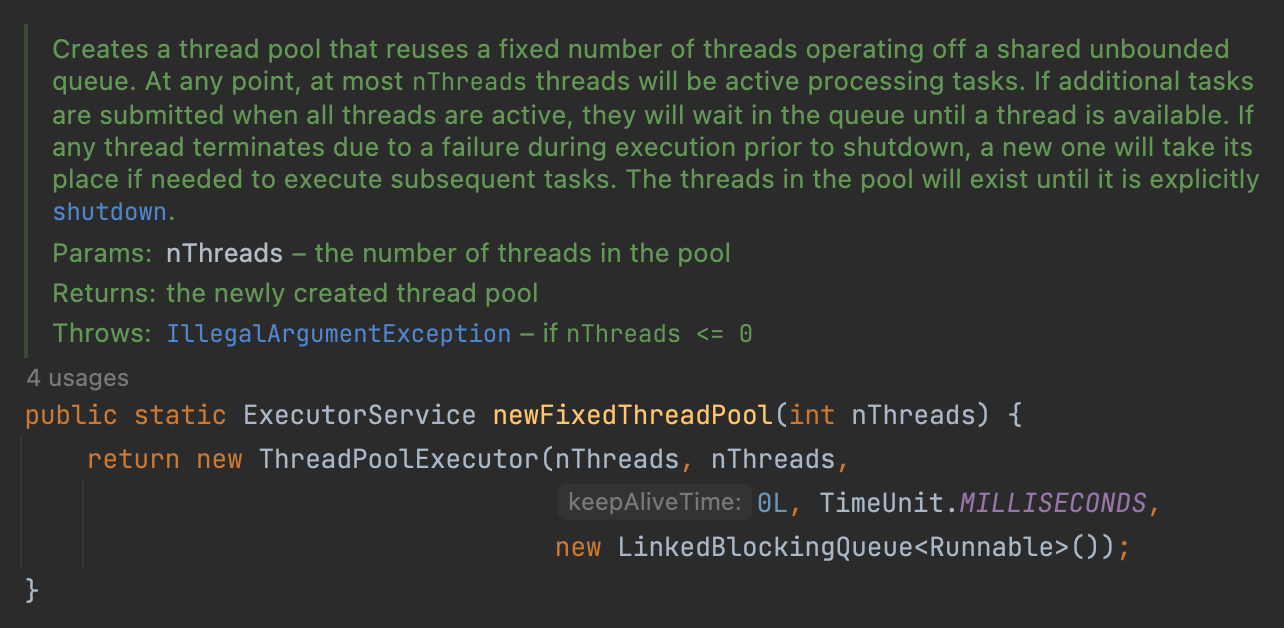 Creates a thread pool that reuses a fixed number of threads operating off a shared unbounded
queue. At any point, at most nThreads threads will be active processing tasks. If additional tasks
are submitted when all threads are active, they will wait in the queue until a thread is available. If
any thread terminates due to a failure during execution prior to shutdown, a new one will take its
place if needed to execute subsequent tasks. The threads in the pool will exist until it is explicitly
shutdown.
Params: nThreads – the number of threads in the pool
Returns: the newly created thread pool
Throws: IllegalArgumentException – if nThreads <= 0
4 usages
public static ExecutorService newFixedThreadPool(int nThreads) {
    return new ThreadPoolExecutor(nThreads, nThreads,
                                  keepAliveTime: 0L, TimeUnit.MILLISECONDS,
                                  new LinkedBlockingQueue<Runnable>());
}